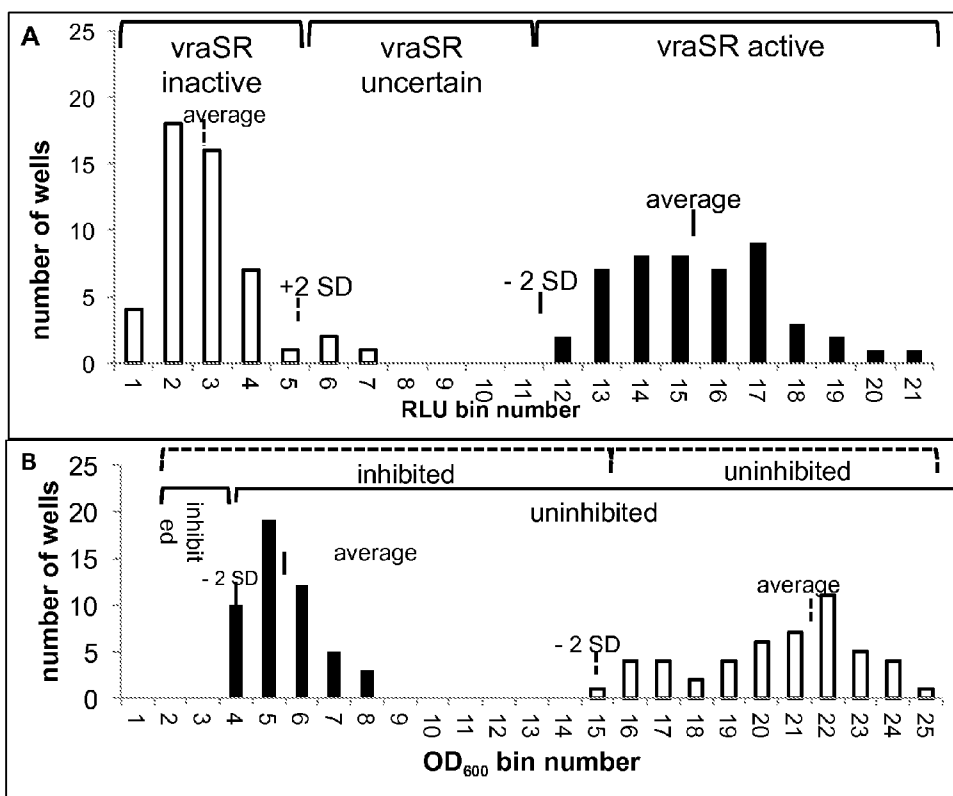 A
vraSR inactive
vraSR uncertain
vraSR active
average
+2 SD
- 2 SD
average
number of wells
25
20
15
10
5
0
1 2 3 4 5 6 7 8 9 10 11 12 13 14 15 16 17 18 19 20 21
RLU bin number
B
inhibited
uninhibited
inhibit
ed
uninhibited
- 2 SD
average
- 2 SD
average
number of wells
25
20
15
10
5
0
1 2 3 4 5 6 7 8 9 10 11 12 13 14 15 16 17 18 19 20 21 22 23 24 25
OD600 bin number